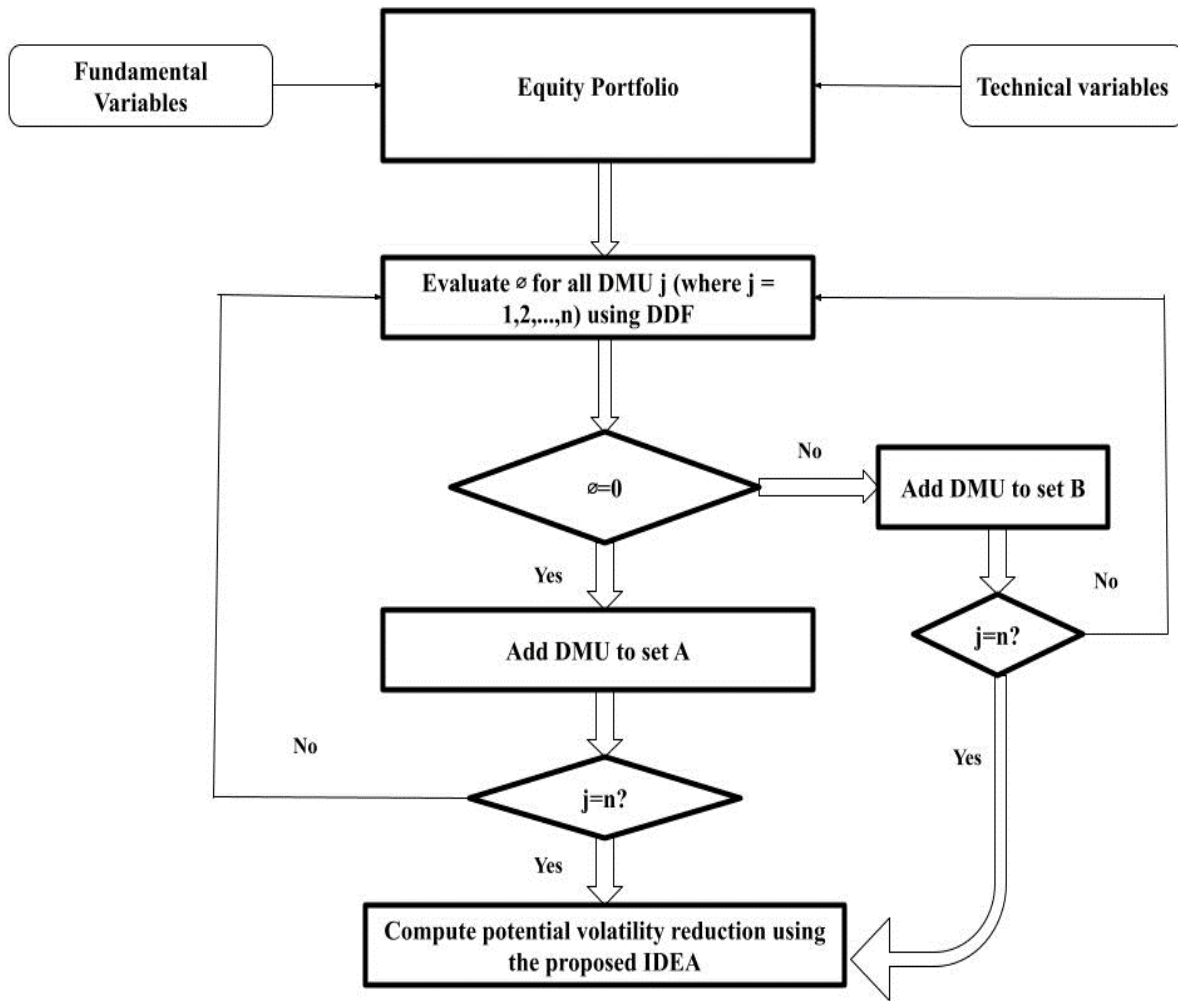 Fundamental
Variables
Equity Portfolio
Technical variables
Evaluate ∅ for all DMU j (where j =
1,2,...,n) using DDF
∅=0
No
Add DMU to set B
Yes
No
Add DMU to set A
j=n?
No
Yes
j=n?
Yes
Compute potential volatility reduction using
the proposed IDEA